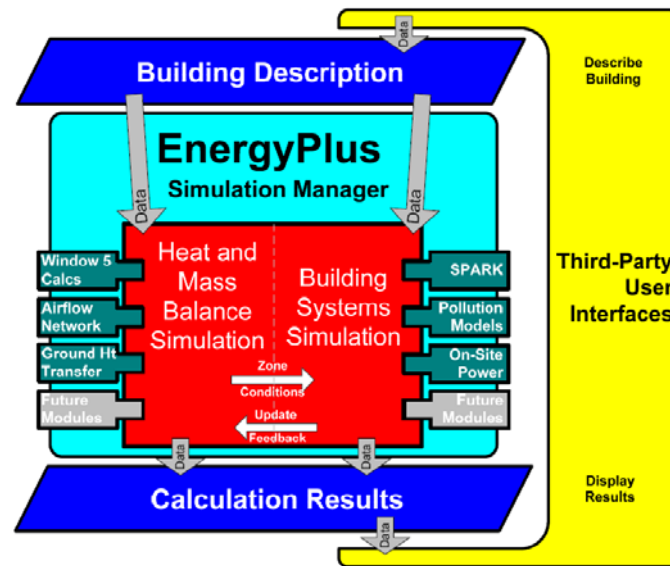 Data
Building Description
Describe
Building
EnergyPlus
Simulation Manager
Data
Data
Heat and
Mass
Balance
Simulation
Building
Systems
Simulation
Window 5
Calcs
Airflow
Network
Ground Ht
Transfer
Future
Modules
SPARK
Pollution
Models
On-Site
Power
Future
Modules
Zone
Conditions
Update
Feedback
Third-Party
User
Interfaces
Data
Data
Calculation Results
Display
Results
Data